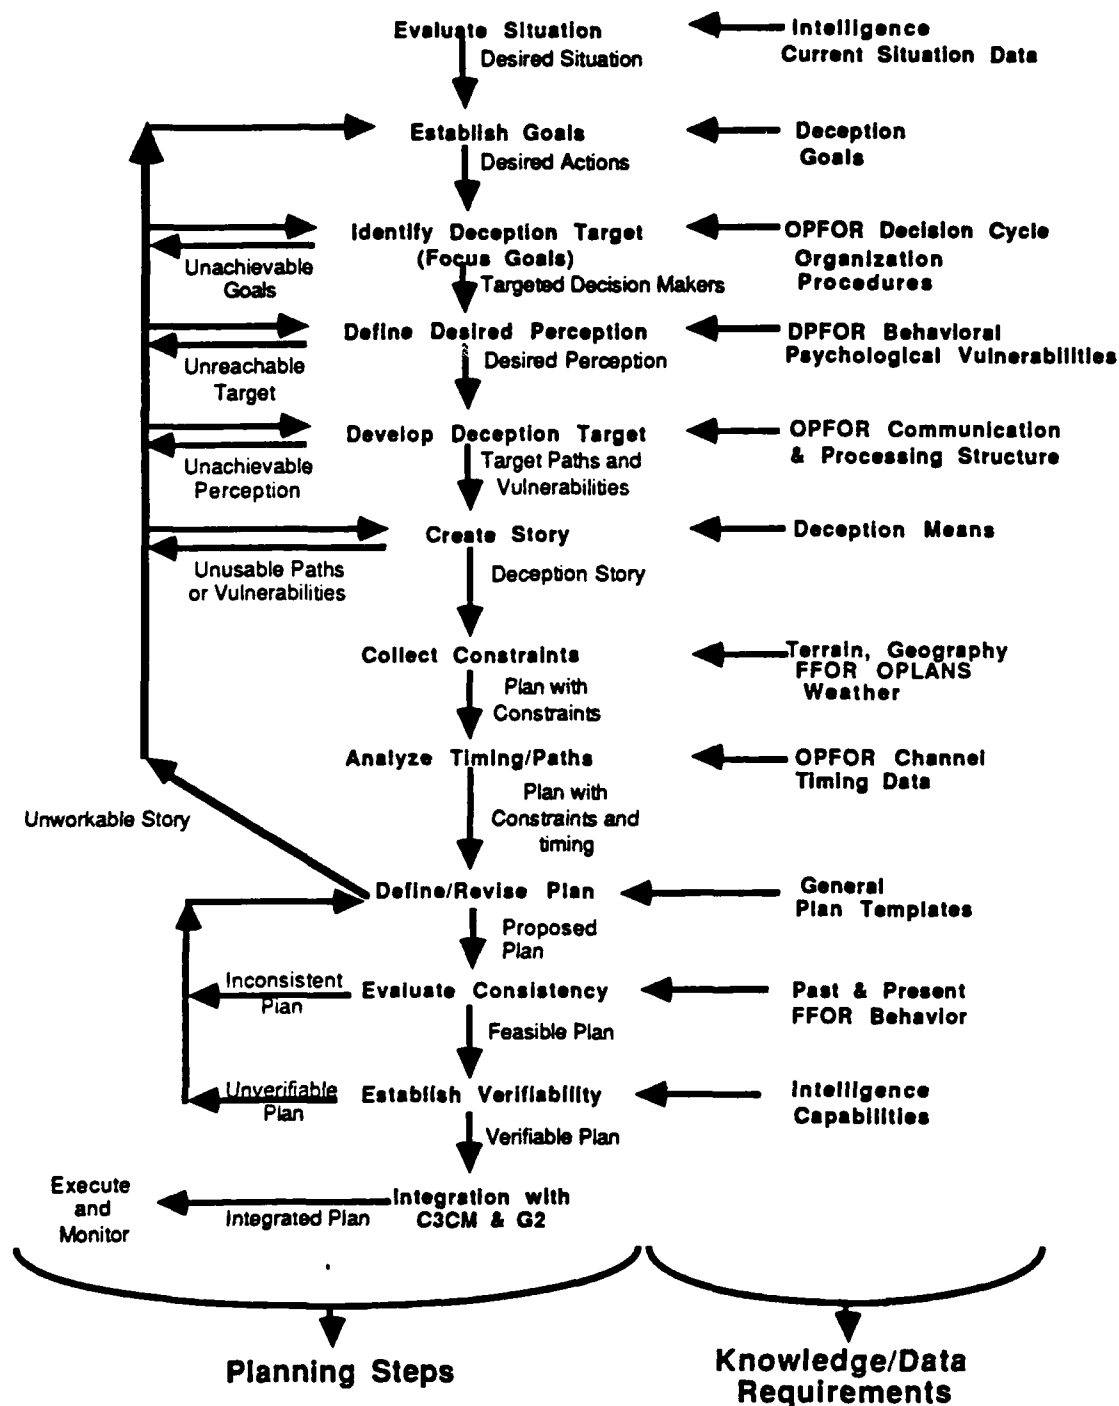 Evaluate Situation
Intelligence
Current Situation Data
Desired Situation
Establish Goals
Deception
Goals
Desired Actions
Identify Deception Target
(Focus Goals)
OPFOR Decision Cycle
Organization
Procedures
Unachievable
Goals
Targeted Decision Makers
Define Desired Perception
DPFOR Behavioral
Psychological Vulnerabilities
Unreachable
Target
Desired Perception
Develop Deception Target
OPFOR Communication
& Processing Structure
Unachievable
Perception
Target Paths and
Vulnerabilities
Create Story
Deception Means
Unusable Paths
or Vulnerabilities
Deception Story
Collect Constraints
Terrain, Geography
FFOR OPLANS
Weather
Plan with
Constraints
Analyze Timing/Paths
OPFOR Channel
Timing Data
Unworkable Story
Plan with
Constraints and
timing
Define/Revise Plan
General
Plan Templates
Proposed
Plan
Inconsistent
Plan
Evaluate Consistency
Past & Present
FFOR Behavior
Feasible Plan
Unverifiable
Plan
Establish Verifiability
Intelligence
Capabilities
Verifiable Plan
Execute
and
Monitor
Integrated Plan
Integration with
C3CM & G2
Planning Steps
Knowledge/Data
Requirements